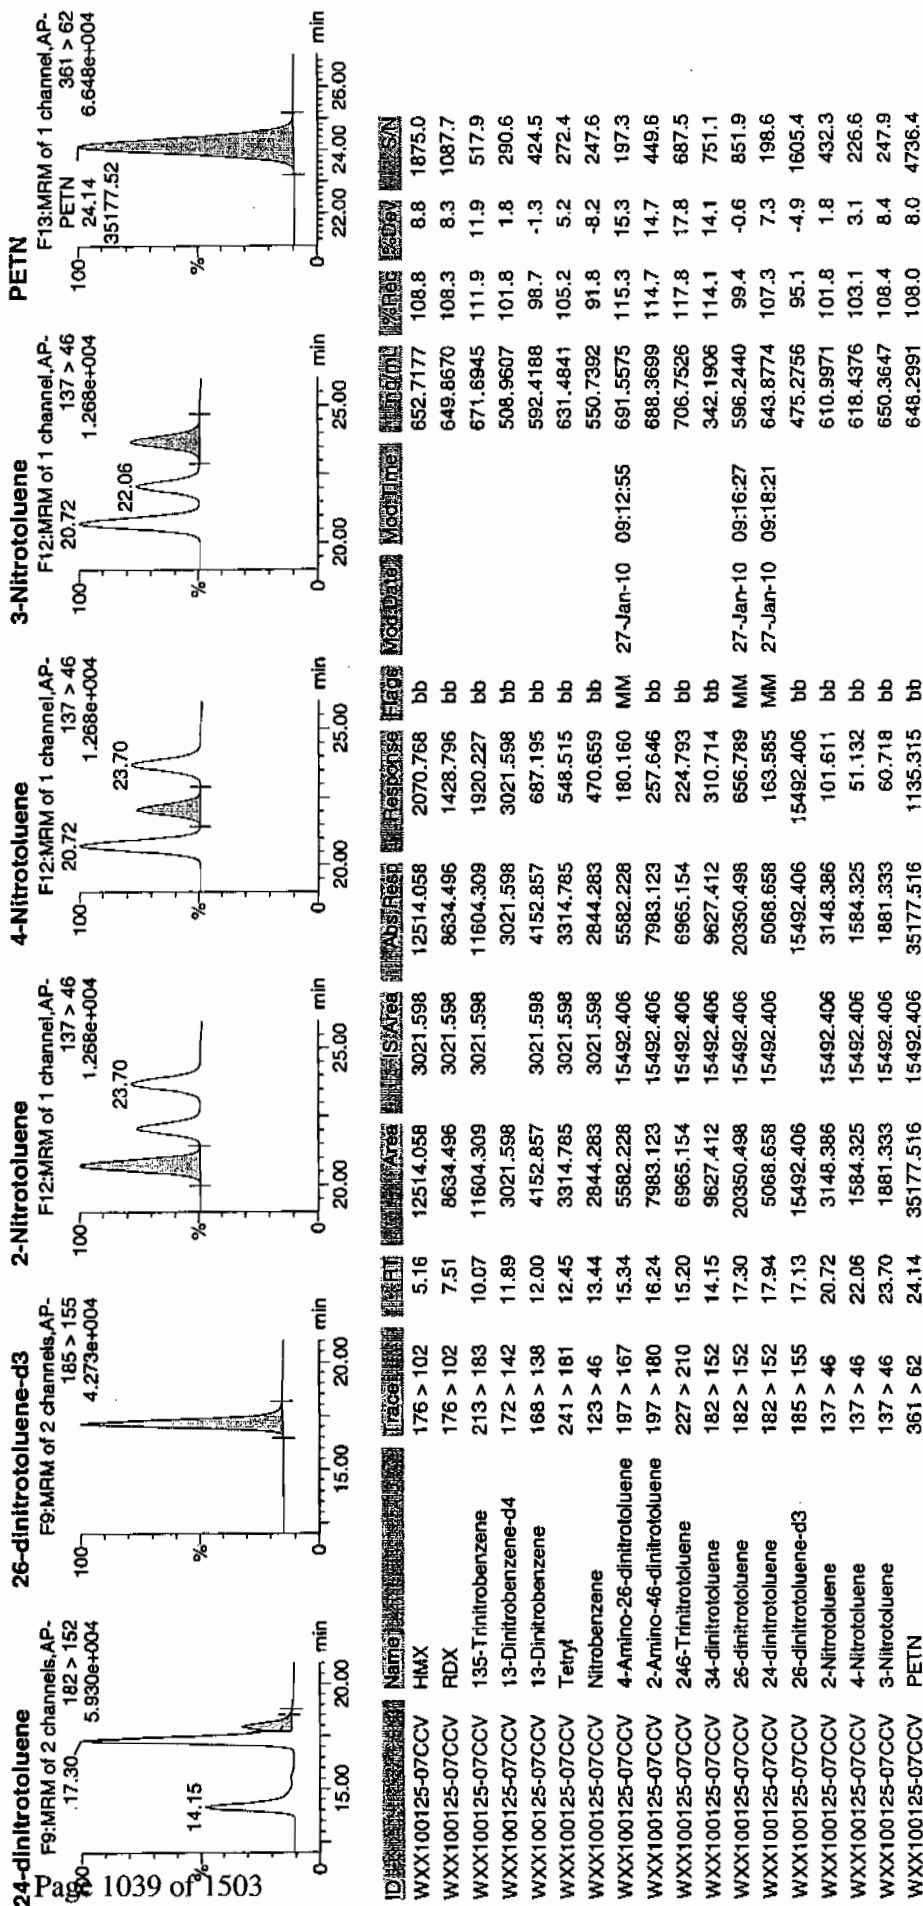 24-dinitrotoluene
F9:MRM of 2 channels,AP-
182 > 152
5.930e+004
17.30
14.15
100
%
0
15.00 20.00 min
26-dinitrotoluene-d3
F9:MRM of 2 channels,AP-
185 > 155
4.273e+004
100
%
0
15.00 20.00 min
2-Nitrotoluene
F12:MRM of 1 channel,AP-
137 > 46
1.268e+004
23.70
100
%
0
20.00 25.00 min
4-Nitrotoluene
F12:MRM of 1 channel,AP-
20.72 137 > 46
1.268e+004
23.70
100
%
0
20.00 25.00 min
3-Nitrotoluene
F12:MRM of 1 channel,AP-
20.72 137 > 46
1.268e+004
22.06
100
%
0
20.00 25.00 min
PETN
F13:MRM of 1 channel,AP-
PETN 361 > 62
24.14 6.648e+004
35177.52
100
%
0
22.00 24.00 26.00 min
ID Name Trace RT Area IS Area Abs Resp Response Flags Mod Date Mod Time ng/mL %Rec %Dev S/N
WXX100125-07CCV HMX 176 > 102 5.16 12514.058 3021.598 12514.058 2070.768 bb 652.7177 108.8 8.8 1875.0
WXX100125-07CCV RDX 176 > 102 7.51 8634.496 3021.598 8634.496 1428.796 bb 649.8670 108.3 8.3 1087.7
WXX100125-07CCV 135-Trinitrobenzene 213 > 183 10.07 11604.309 3021.598 11604.309 1920.227 bb 671.6945 111.9 11.9 517.9
WXX100125-07CCV 13-Dinitrobenzene-d4 172 > 142 11.89 3021.598 3021.598 3021.598 bb 508.9607 101.8 1.8 290.6
WXX100125-07CCV 13-Dinitrobenzene 168 > 138 12.00 4152.857 3021.598 4152.857 687.195 bb 592.4188 98.7 -1.3 424.5
WXX100125-07CCV Tetryl 241 > 181 12.45 3314.785 3021.598 3314.785 548.515 bb 631.4841 105.2 5.2 272.4
WXX100125-07CCV Nitrobenzene 123 > 46 13.44 2844.283 3021.598 2844.283 470.659 bb 550.7392 91.8 -8.2 247.6
WXX100125-07CCV 4-Amino-26-dinitrotoluene 197 > 167 15.34 5582.228 15492.406 5582.228 180.160 MM 27-Jan-10 09:12:55 691.5575 115.3 15.3 197.3
WXX100125-07CCV 2-Amino-46-dinitrotoluene 197 > 180 16.24 7983.123 15492.406 7983.123 257.646 bb 688.3699 114.7 14.7 449.6
WXX100125-07CCV 246-Trinitrotoluene 227 > 210 15.20 6965.154 15492.406 6965.154 224.793 bb 706.7526 117.8 17.8 687.5
WXX100125-07CCV 34-dinitrotoluene 182 > 152 14.15 9627.412 15492.406 9627.412 310.714 bb 342.1906 114.1 14.1 751.1
WXX100125-07CCV 26-dinitrotoluene 182 > 152 17.30 20350.498 15492.406 20350.498 656.789 MM 27-Jan-10 09:16:27 596.2440 99.4 -0.6 851.9
WXX100125-07CCV 24-dinitrotoluene 182 > 152 17.94 5068.658 15492.406 5068.658 163.585 MM 27-Jan-10 09:18:21 643.8774 107.3 7.3 198.6
WXX100125-07CCV 26-dinitrotoluene-d3 185 > 155 17.13 15492.406 15492.406 15492.406 bb 475.2756 95.1 -4.9 1605.4
WXX100125-07CCV 2-Nitrotoluene 137 > 46 20.72 3148.386 15492.406 3148.386 101.611 bb 610.9971 101.8 1.8 432.3
WXX100125-07CCV 4-Nitrotoluene 137 > 46 22.06 1584.325 15492.406 1584.325 51.132 bb 618.4376 103.1 3.1 226.6
WXX100125-07CCV 3-Nitrotoluene 137 > 46 23.70 1881.333 15492.406 1881.333 60.718 bb 650.3647 108.4 8.4 247.9
WXX100125-07CCV PETN 361 > 62 24.14 35177.516 15492.406 35177.516 1135.315 bb 648.2991 108.0 8.0 4736.4
Page 1039 of 1503